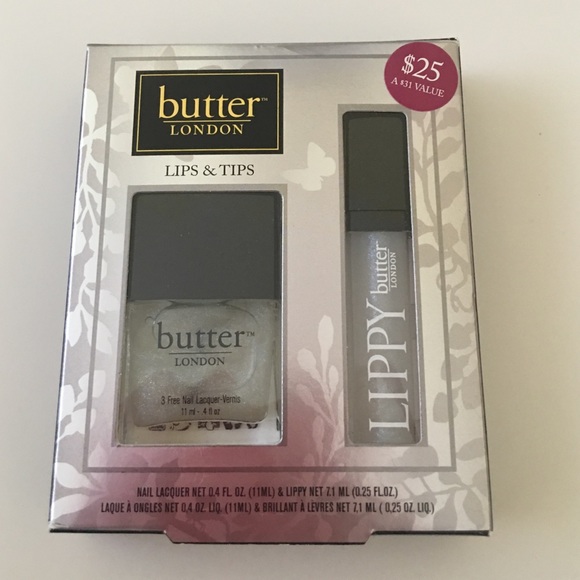 $25
A $31 VALUE
butter™
LONDON
LIPS & TIPS
butter™
LONDON
3 Free Nail Lacquer-Vernis
11 ml - .4 fl oz
LIPPY
butter
LONDON
NAIL LACQUER NET 0.4 FL. OZ. (11ML) & LIPPY NET 7.1 ML (0.25 FL.OZ.)
LAQUE À ONGLES NET 0.4 OZ. LIQ. (11ML) & BRILLANT À LÈVRES NET 7.1 ML ( 0.25 OZ. LIQ.)